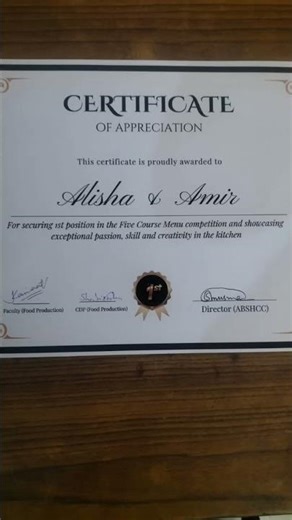 CERTIFICATE
OF APPRECIATION
This certificate is proudly awarded to
Alisha & Amir
For securing 1st position in the Five Course Menu competition and showcasing
exceptional passion, skill and creativity in the kitchen
1st
Faculty (Food Production) CDP (Food Production) Director (ABSHCC)